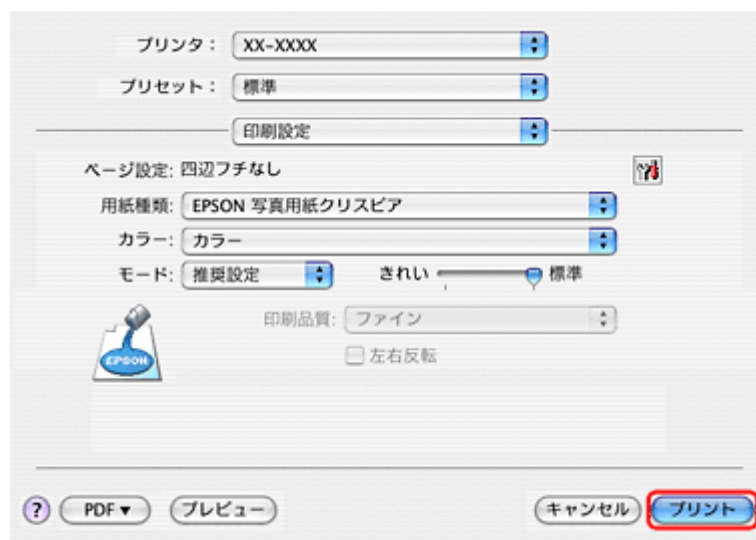 プリンタ： XX-XXXX
プリセット： 標準
印刷設定
ページ設定: 四辺フチなし
用紙種類: EPSON 写真用紙クリスピア
カラー: カラー
モード: 推奨設定 きれい 標準
印刷品質: ファイン
左右反転
EPSON
? PDF▼ プレビュー キャンセル プリント